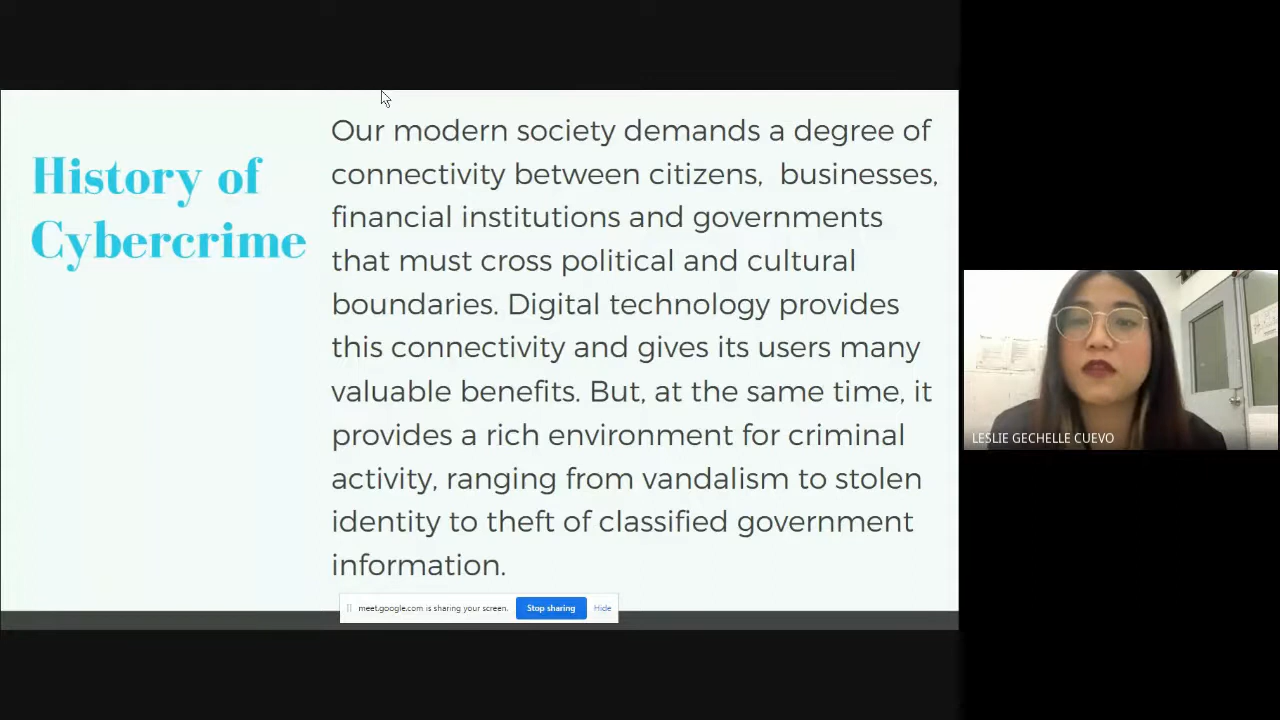 History of
Cybercrime
Our modern society demands a degree of
connectivity between citizens,  businesses,
financial institutions and governments
that must cross political and cultural
boundaries. Digital technology provides
this connectivity and gives its users many
valuable benefits. But, at the same time, it
provides a rich environment for criminal
activity, ranging from vandalism to stolen
identity to theft of classified government
information.
meet.google.com is sharing your screen.
Stop sharing
Hide
LESLIE GECHELLE CUEVO